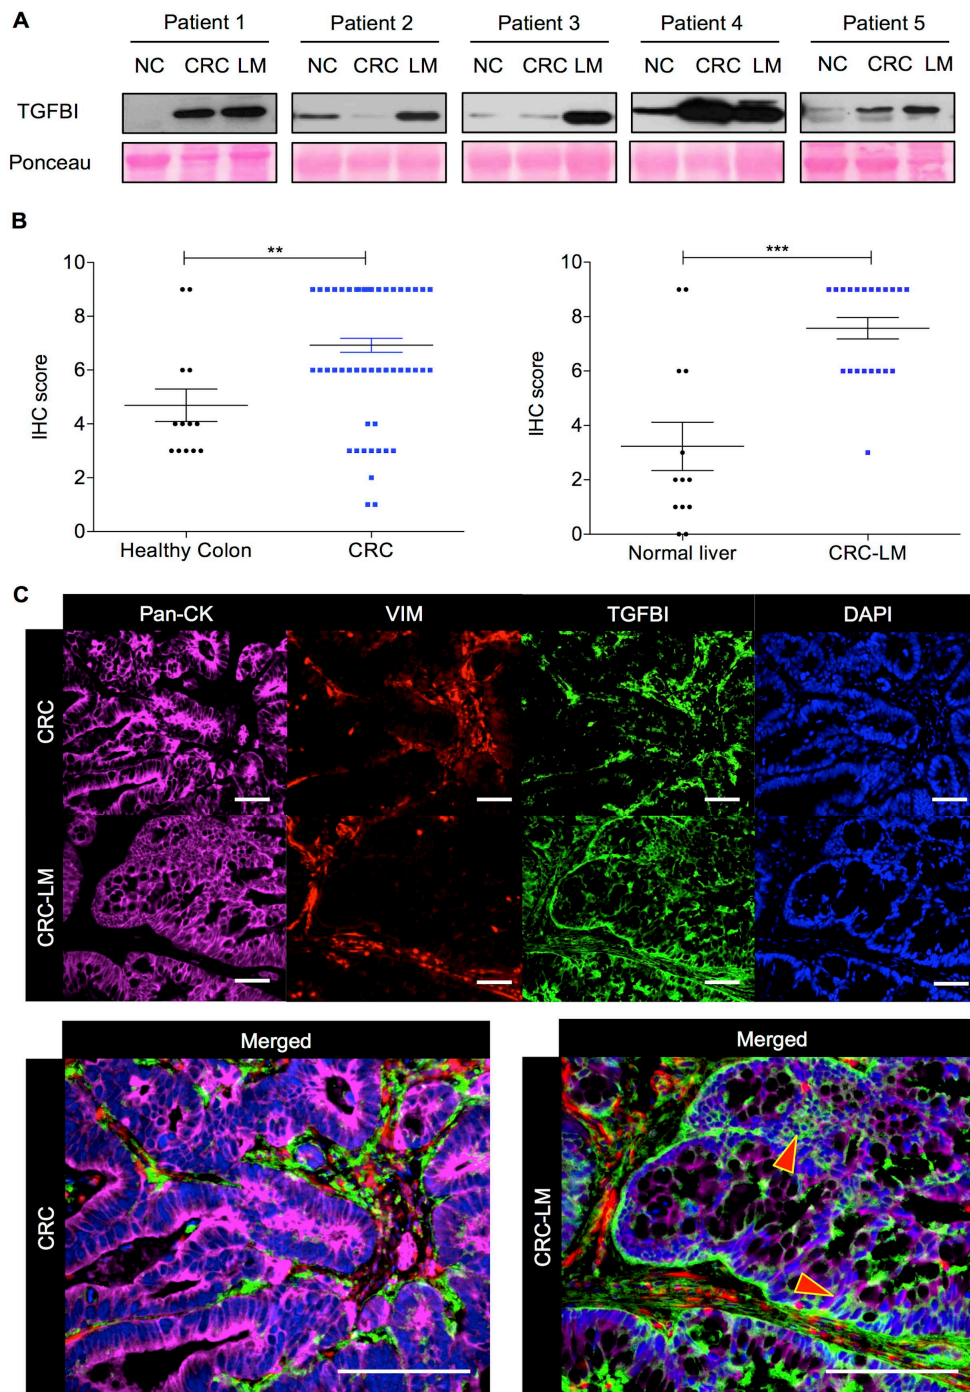 A
Patient 1 Patient 2 Patient 3 Patient 4 Patient 5
NC CRC LM NC CRC LM NC CRC LM NC CRC LM NC CRC LM
TGFBI
Ponceau
B
** ***
10 10
8 8
6 6
4 4
2 2
0 0
IHC score IHC score
Healthy Colon CRC Normal liver CRC-LM
C
Pan-CK VIM TGFBI DAPI
CRC
CRC-LM
Merged Merged
CRC CRC-LM